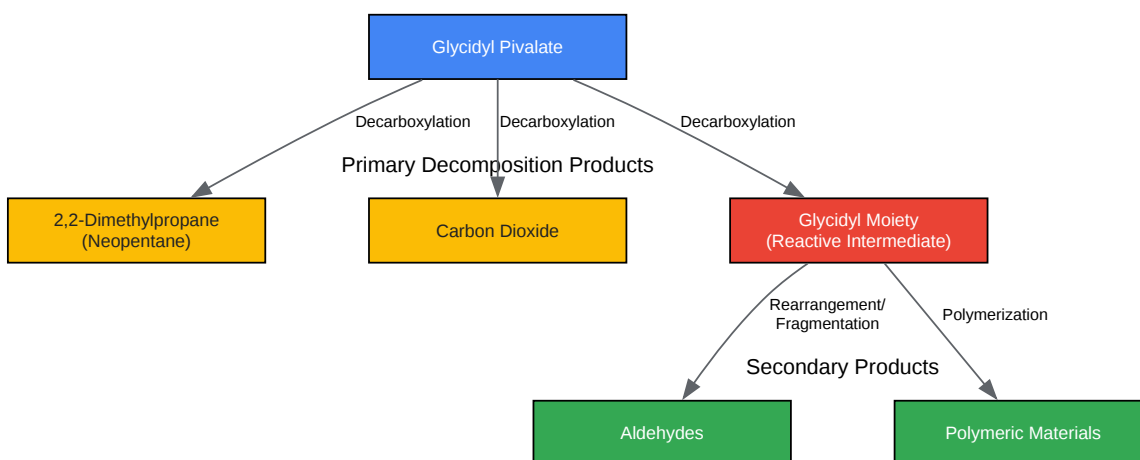 Glycidyl Pivalate
Decarboxylation
Decarboxylation
Decarboxylation
Primary Decomposition Products
2,2-Dimethylpropane
(Neopentane)
Carbon Dioxide
Glycidyl Moiety
(Reactive Intermediate)
Rearrangement/
Fragmentation
Polymerization
Secondary Products
Aldehydes
Polymeric Materials